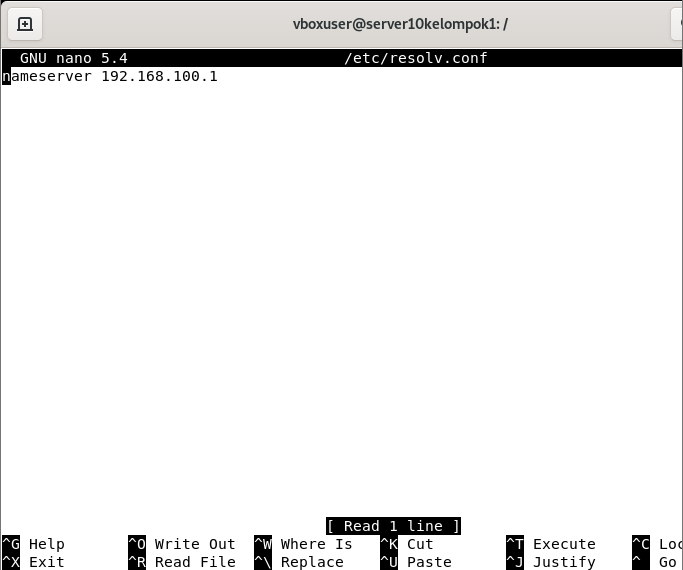 vboxuser@server10kelompok1: /
GNU nano 5.4 /etc/resolv.conf
nameserver 192.168.100.1
[ Read 1 line ]
^G Help ^O Write Out ^W Where Is ^K Cut ^T Execute ^C Loc
^X Exit ^R Read File ^\ Replace ^U Paste ^J Justify ^ Go